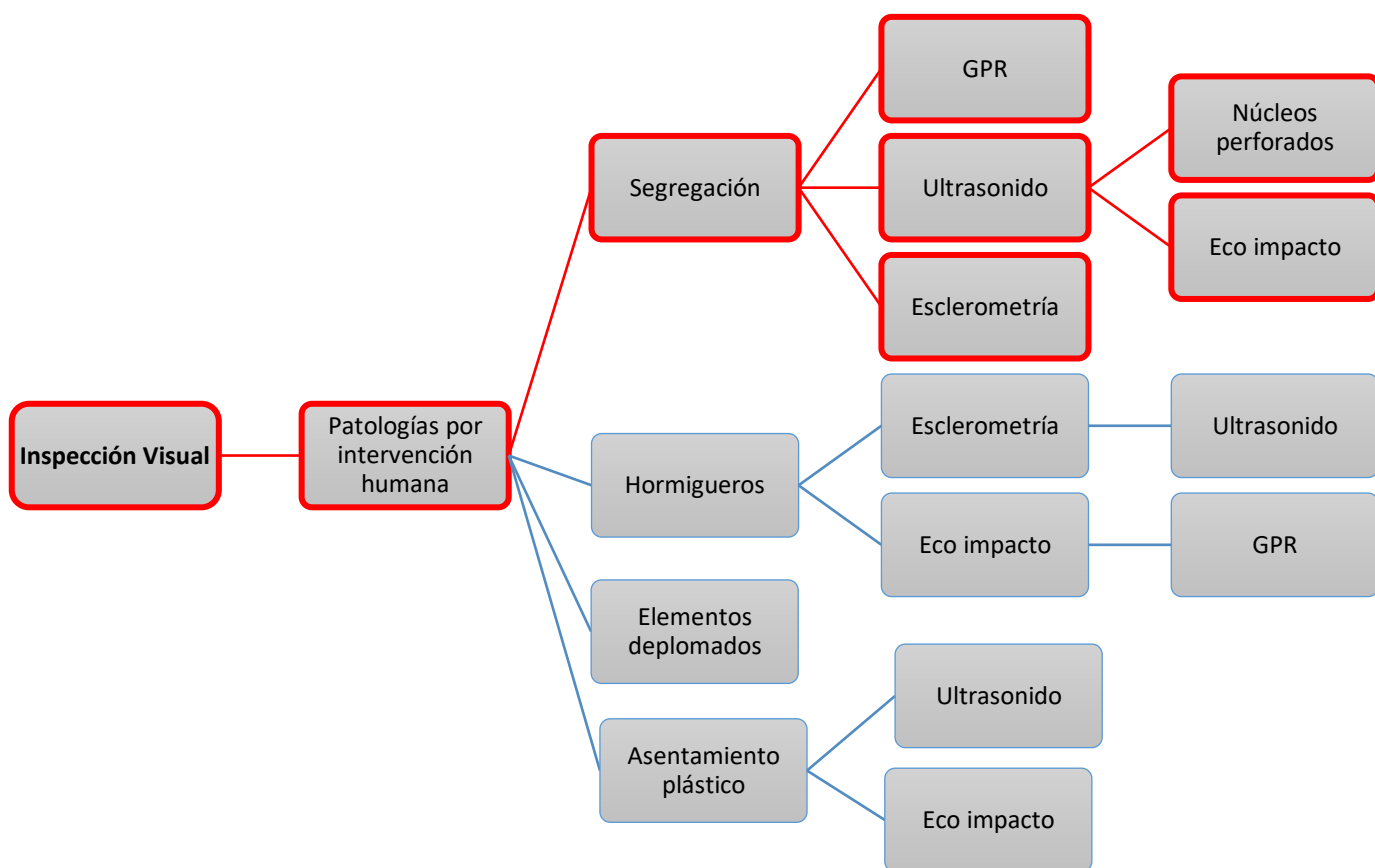 Inspección Visual
Patologías por
intervención
humana
Segregación
GPR
Ultrasonido
Núcleos
perforados
Eco impacto
Esclerometría
Hormigueros
Esclerometría
Ultrasonido
Eco impacto
GPR
Elementos
deplomados
Asentamiento
plástico
Ultrasonido
Eco impacto